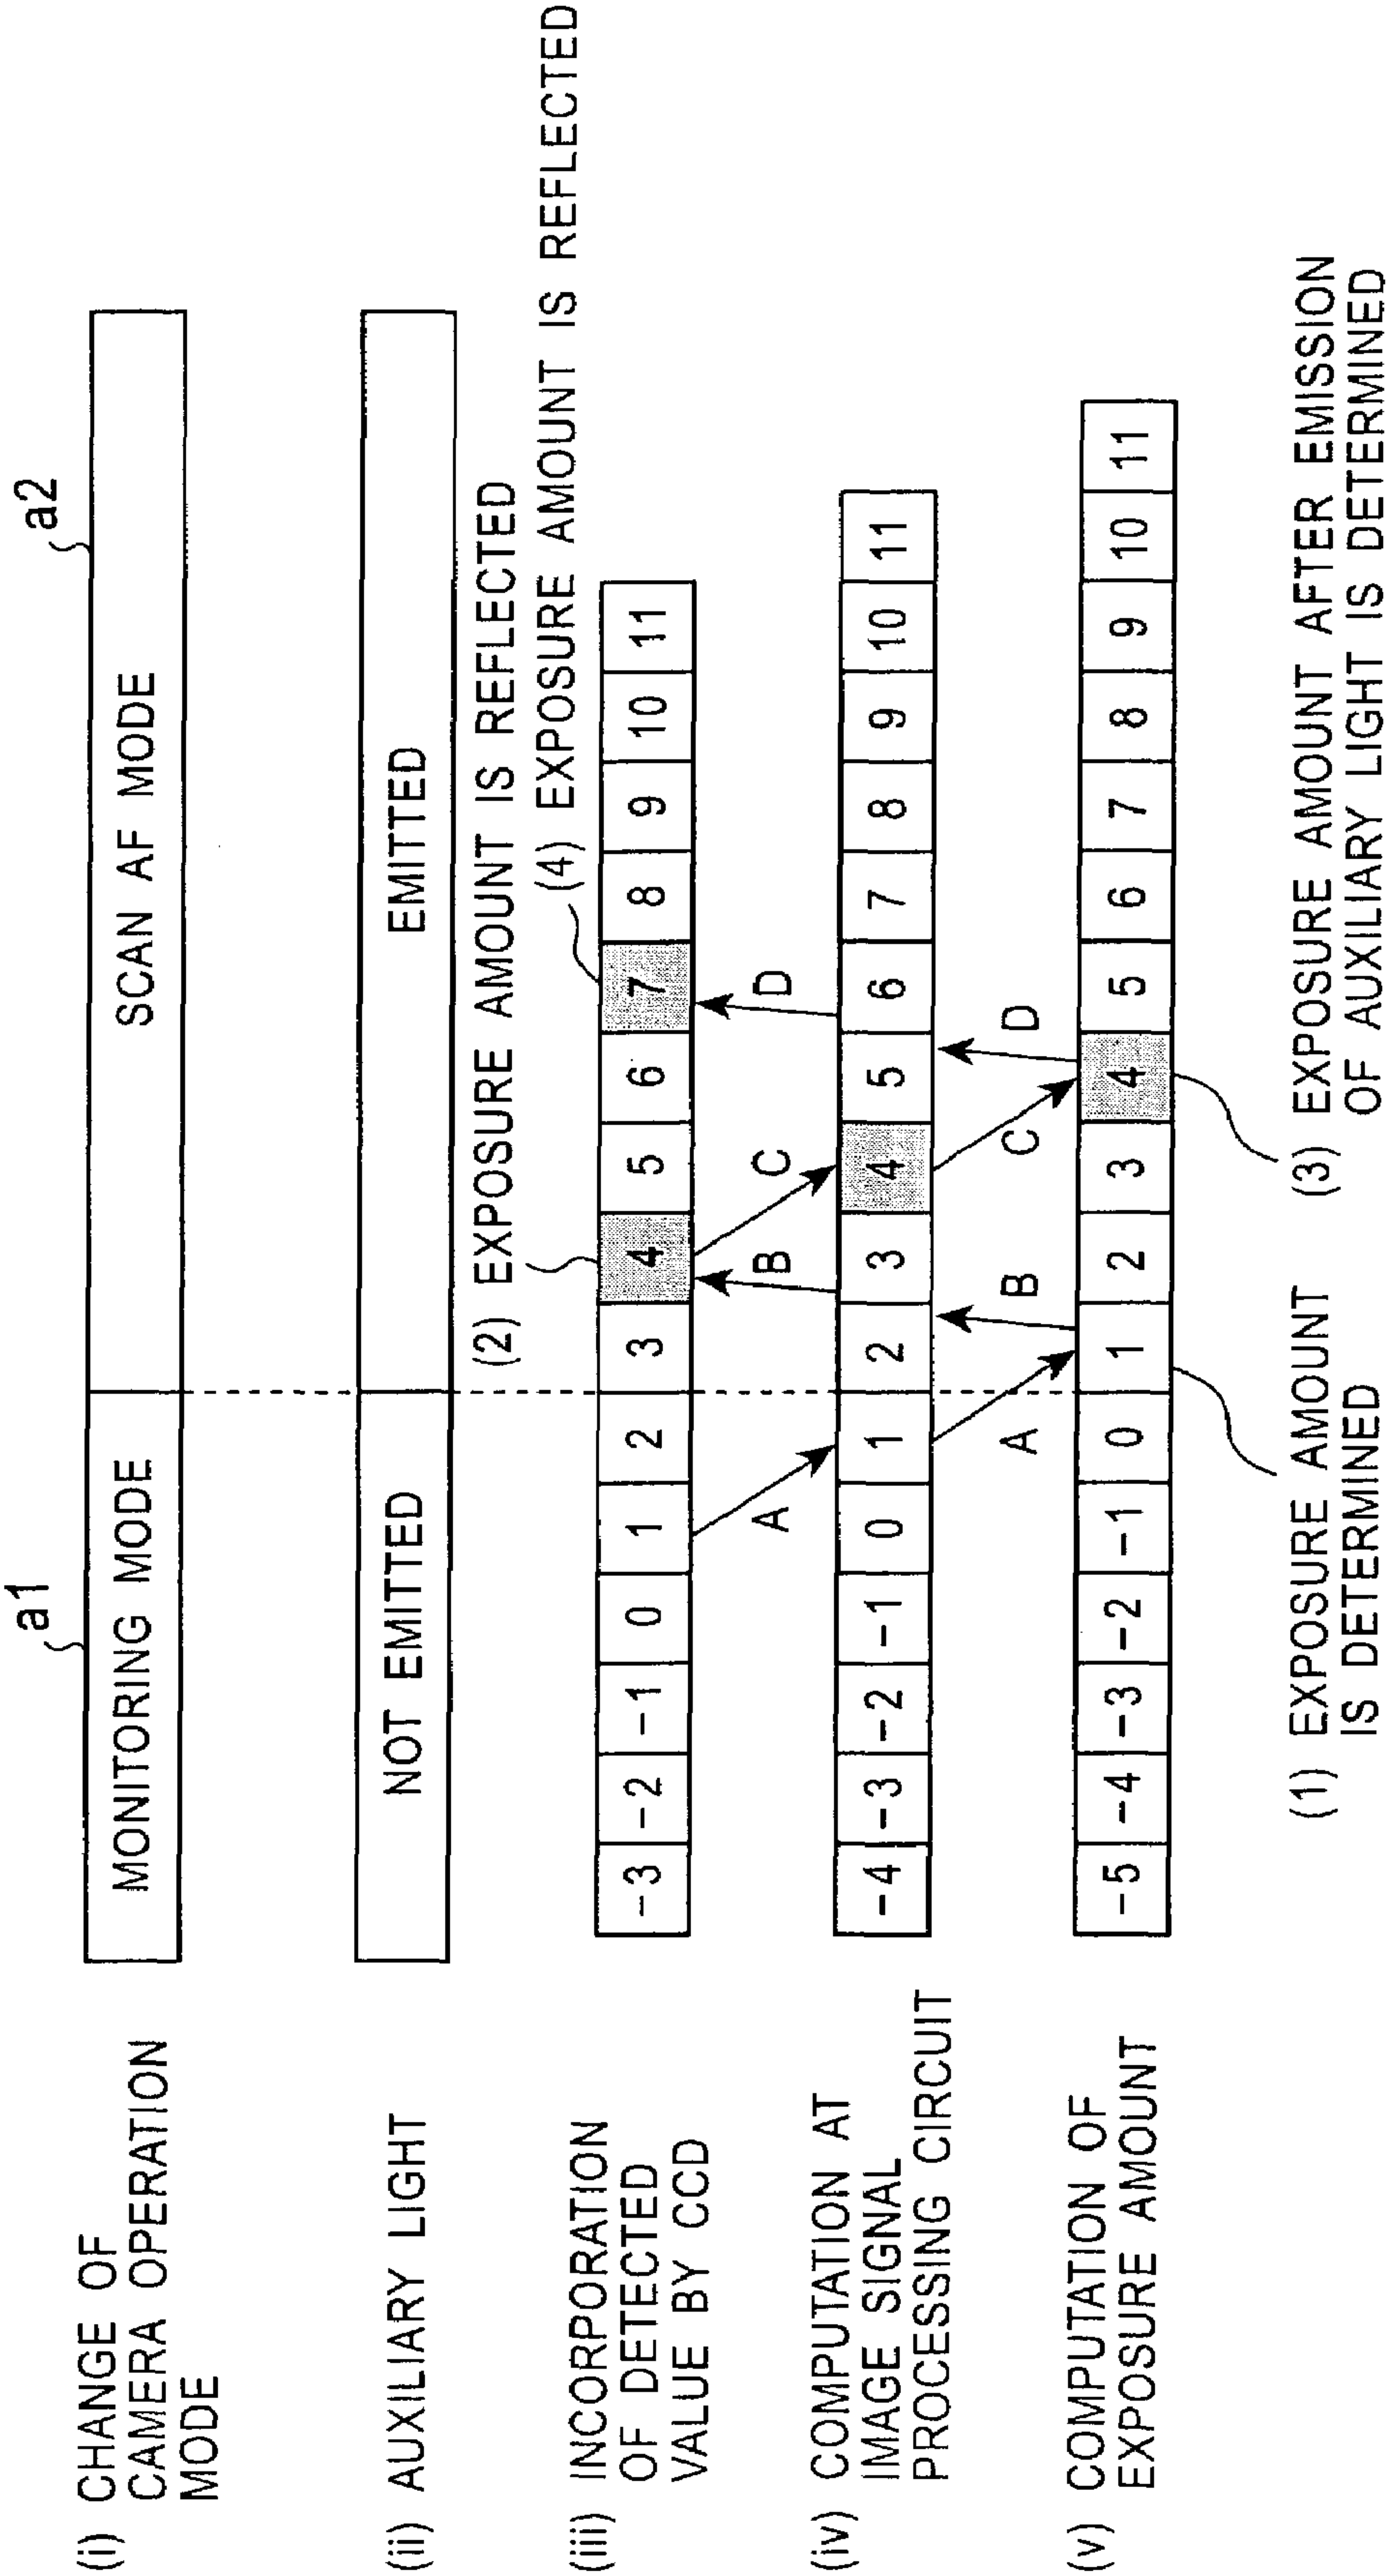 (i) CHANGE OF
CAMERA OPERATION
MODE
a1
MONITORING MODE
a2
SCAN AF MODE
(ii) AUXILIARY LIGHT
NOT EMITTED
EMITTED
(2) EXPOSURE AMOUNT IS REFLECTED
(4) EXPOSURE AMOUNT IS REFLECTED
(iii) INCORPORATION
OF DETECTED
VALUE BY CCD
-3 -2 -1 0 1 2 3 4 5 6 7 8 9 10 11
A B C D
(iv) COMPUTATION AT
IMAGE SIGNAL
PROCESSING CIRCUIT
-4 -3 -2 -1 0 1 2 3 4 5 6 7 8 9 10 11
A B C D
(v) COMPUTATION OF
EXPOSURE AMOUNT
-5 -4 -3 -2 -1 0 1 2 3 4 5 6 7 8 9 10 11
(1) EXPOSURE AMOUNT
IS DETERMINED
(3) EXPOSURE AMOUNT AFTER EMISSION
OF AUXILIARY LIGHT IS DETERMINED